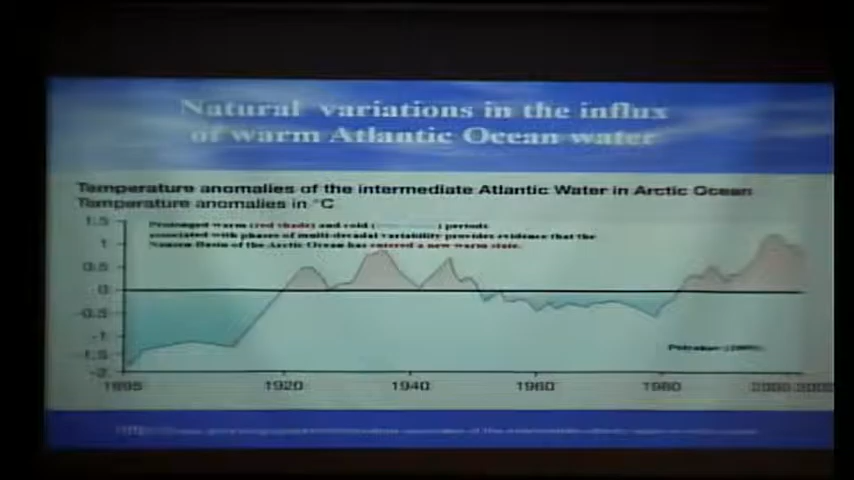 Natural variations in the influx
of warm Atlantic Ocean water
Temperature anomalies of the intermediate Atlantic Water in Arctic Ocean
Temperature anomalies in °C
Prolonged warm (red shade) and cold ( ) periods
associated with phases of multi-decadal variability provides evidence that the
Nansen Basin of the Arctic Ocean has entered a new warm state.
1.5
1
0.5
0
-0.5
-1
-1.5
-2
1895 1920 1940 1960 1980 2000